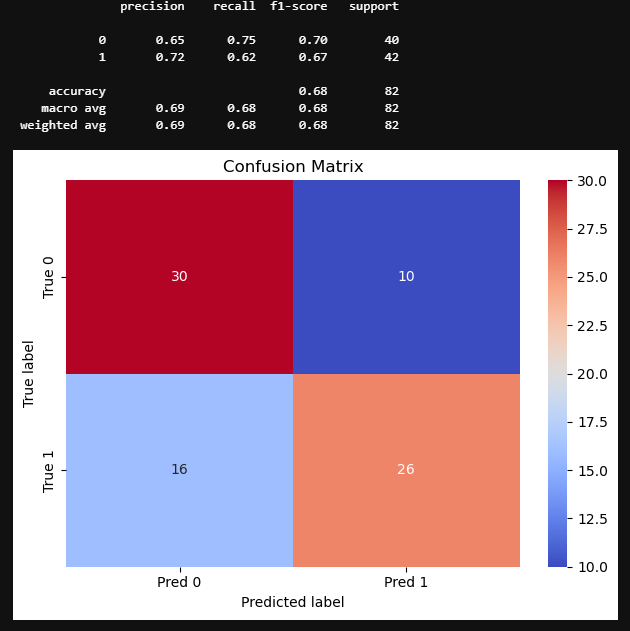 precision recall f1-score support
0 0.65 0.75 0.70 40
1 0.72 0.62 0.67 42
accuracy 0.68 82
macro avg 0.69 0.68 0.68 82
weighted avg 0.69 0.68 0.68 82
Confusion Matrix
True label
True 0
30 10
True 1
16 26
Pred 0 Pred 1
Predicted label
30.0
27.5
25.0
22.5
20.0
17.5
15.0
12.5
10.0